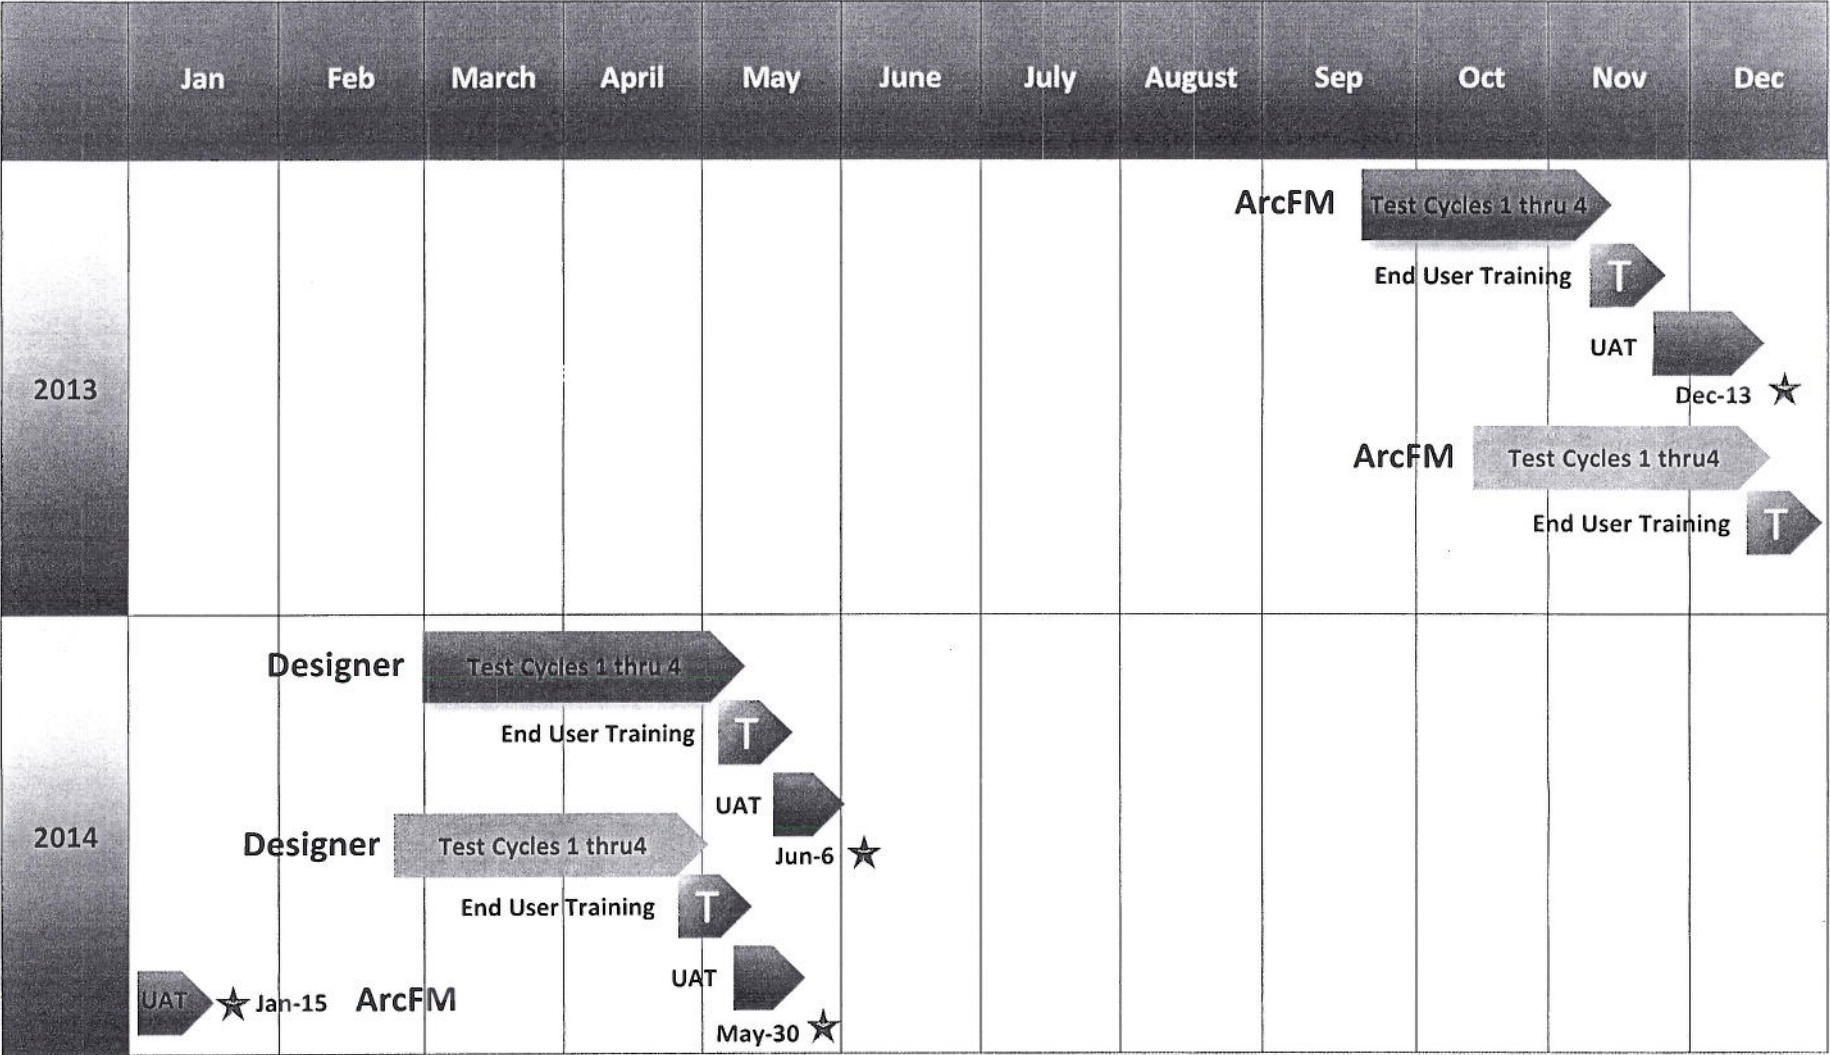 Jan Feb March April May June July August Sep Oct Nov Dec
2013
ArcFM Test Cycles 1 thru 4
End User Training T
UAT
Dec-13
ArcFM Test Cycles 1 thru4
End User Training T
2014
Designer Test Cycles 1 thru 4
End User Training T
UAT
Jun-6
Designer Test Cycles 1 thru4
End User Training T
UAT
May-30
UAT Jan-15 ArcFM